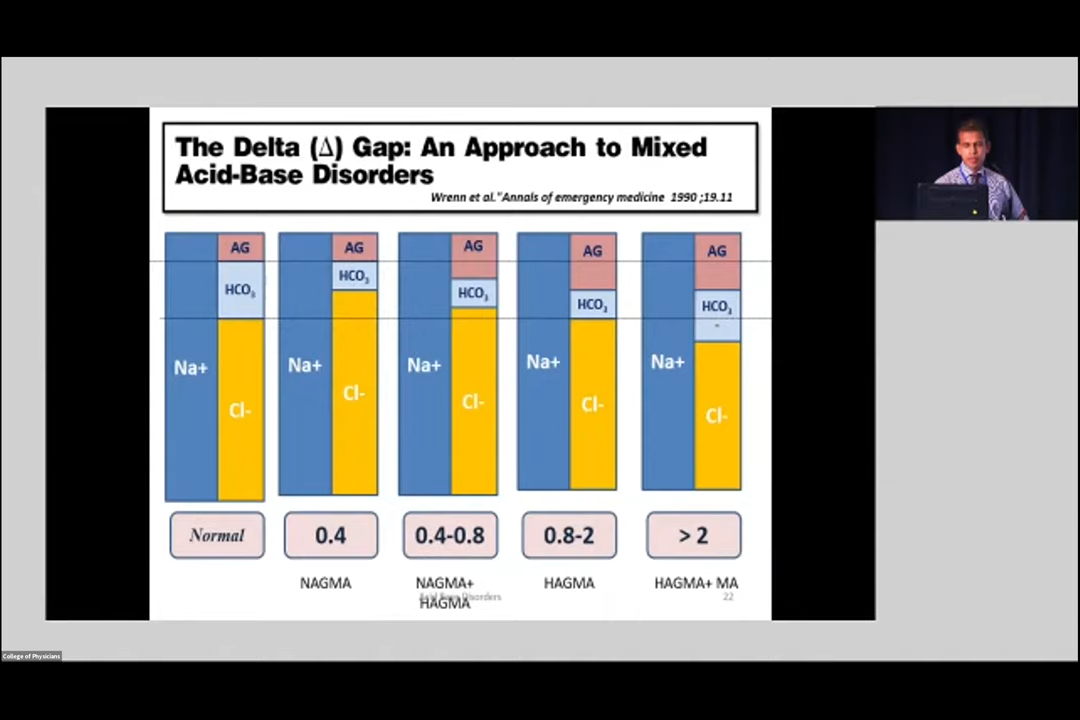 The Delta (Δ) Gap: An Approach to Mixed
Acid-Base Disorders
Wrenn et al."Annals of emergency medicine 1990 ;19.11
AG
AG
AG
AG
AG
HCO₃
HCO₃
HCO₃
HCO₃
HCO₃
-
Na+
Na+
Na+
Na+
Na+
Cl-
Cl-
Cl-
Cl-
Cl-
Normal
0.4
0.4-0.8
0.8-2
> 2
NAGMA
NAGMA+
HAGMA
HAGMA
HAGMA+ MA
Acid Base Disorders
22
College of Physicians